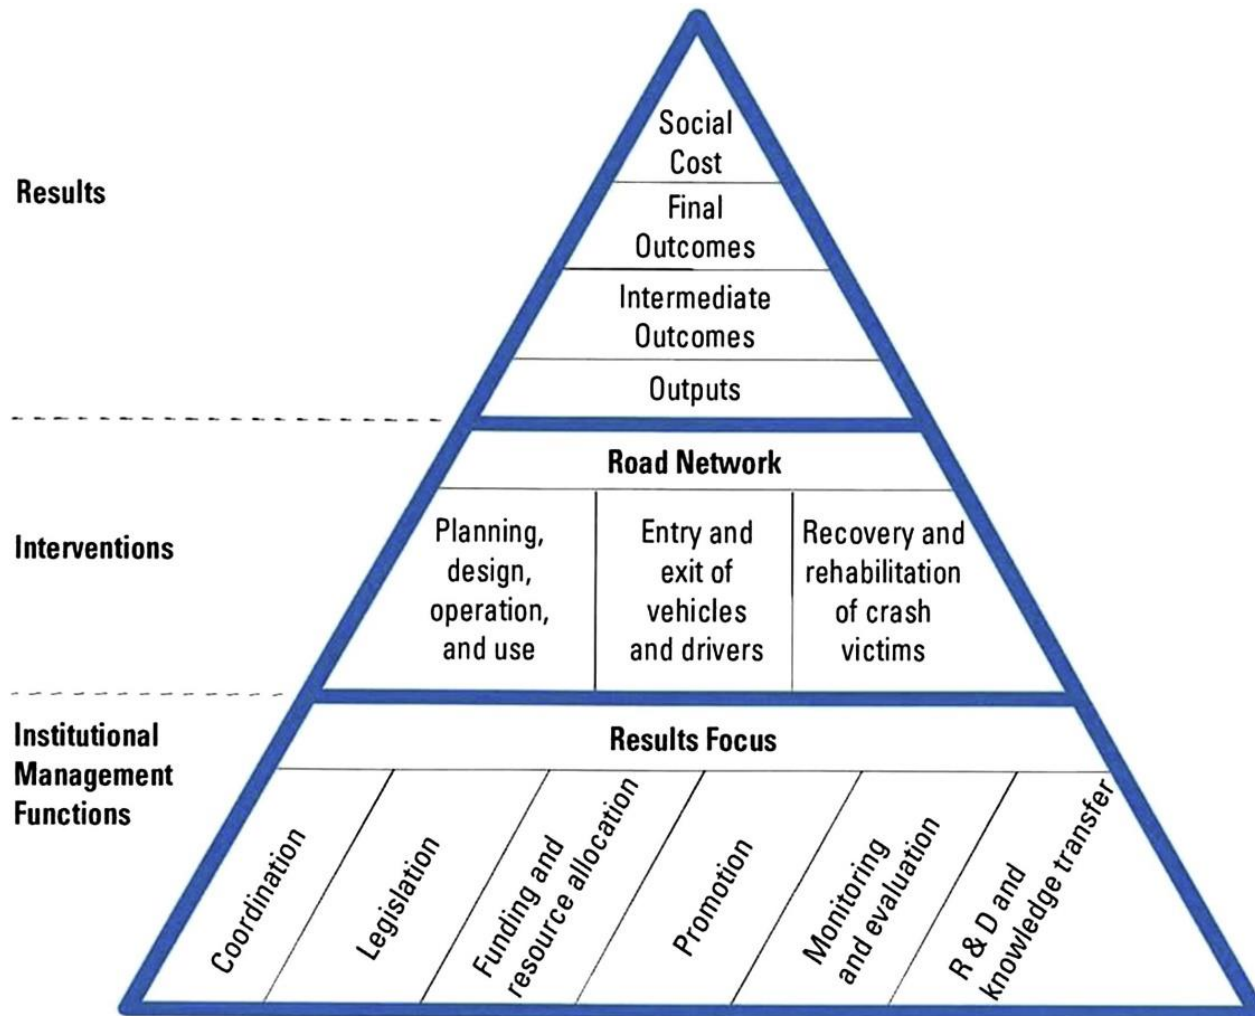 Results
Social
Cost
Final
Outcomes
Intermediate
Outcomes
Outputs
Interventions
Road Network
Planning,
design,
operation,
and use
Entry and
exit of
vehicles
and drivers
Recovery and
rehabilitation
of crash
victims
Institutional
Management
Functions
Results Focus
Coordination
Legislation
Funding and
resource allocation
Promotion
Monitoring
and evaluation
R & D and
knowledge transfer